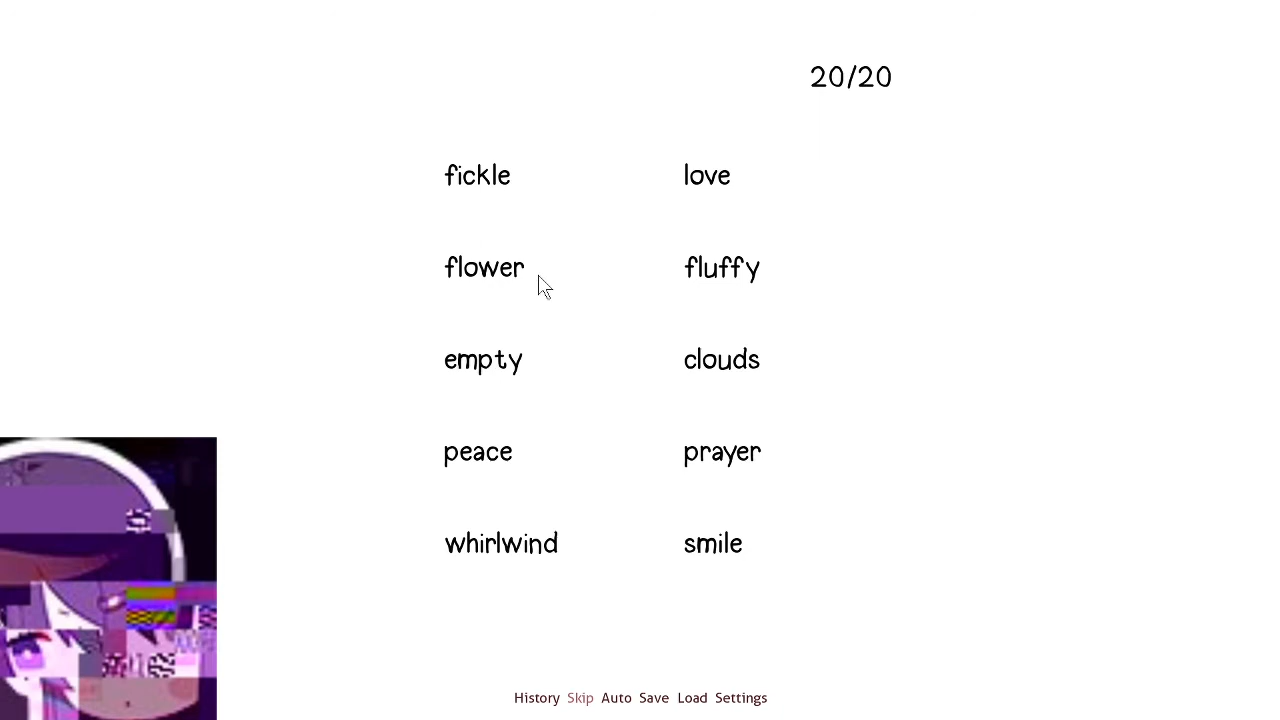 20/20
fickle love
flower fluffy
empty clouds
peace prayer
whirlwind smile
History Skip Auto Save Load Settings